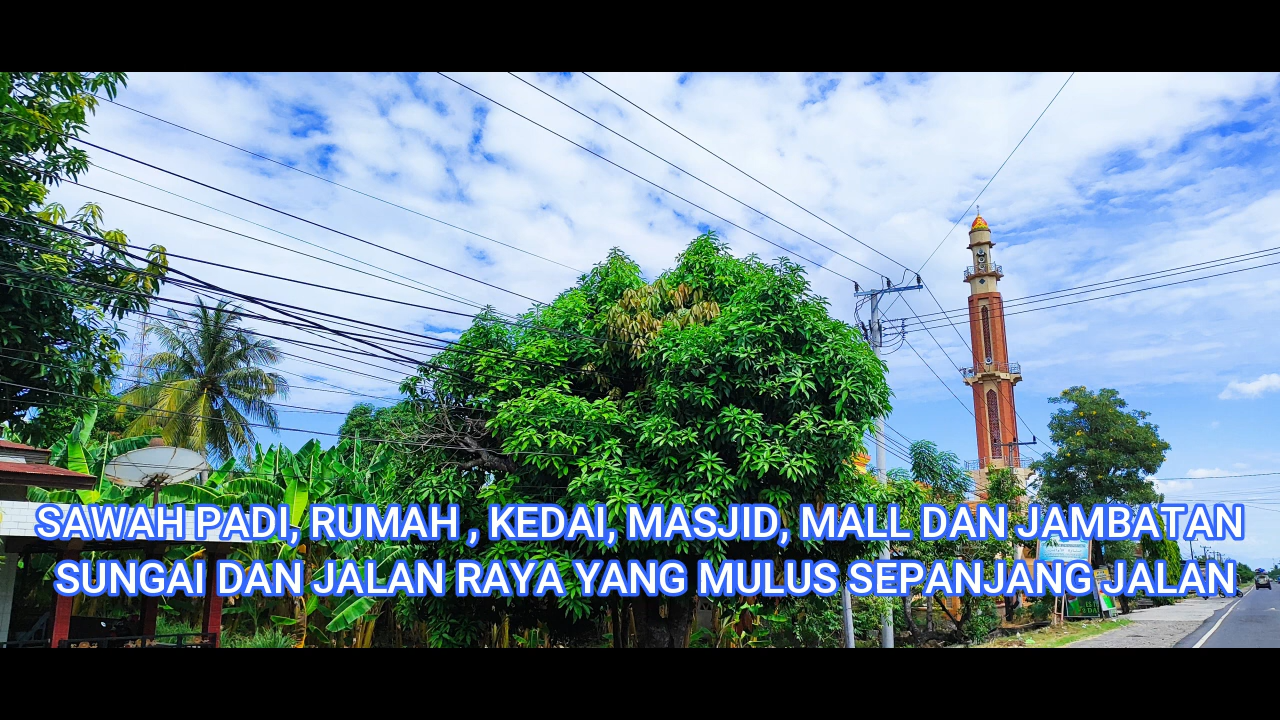 SAWAH PADI, RUMAH , KEDAI, MASJID, MALL DAN JAMBATAN
SUNGAI DAN JALAN RAYA YANG MULUS SEPANJANG JALAN